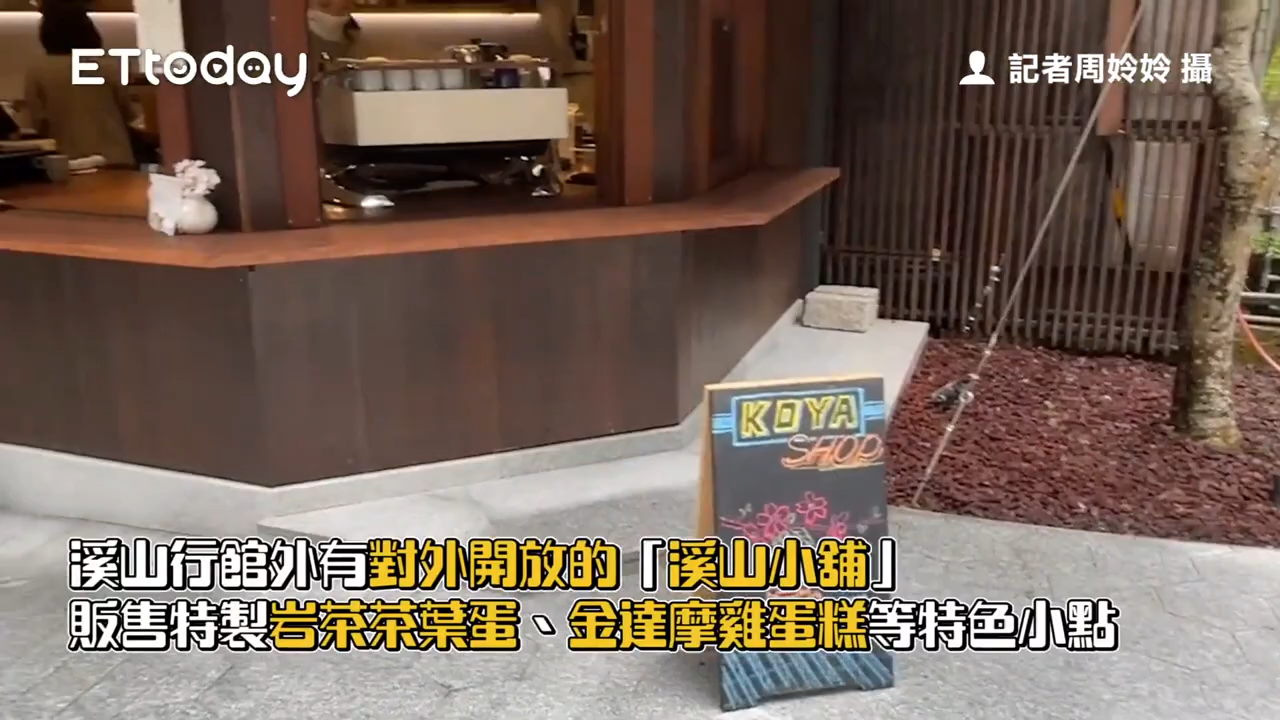 ETtoday
記者周姈姈 攝
KOYA
SHOP
溪山行館外有對外開放的「溪山小舖」
販售特製岩茶茶葉蛋、金達摩雞蛋糕等特色小點